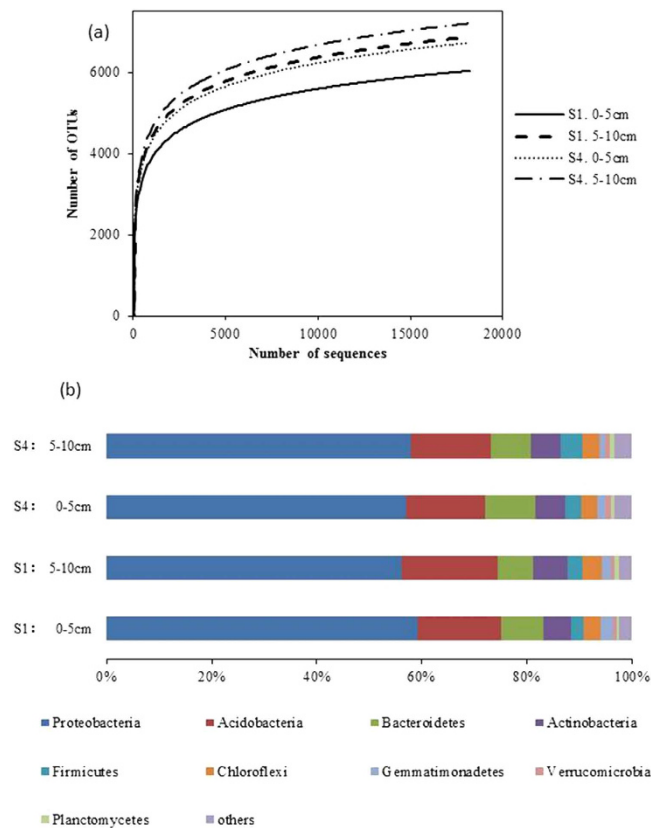 (a)
6000
4000
2000
0
Number of OTUs
0 5000 10000 15000 20000
Number of sequences
S1. 0-5cm
S1. 5-10cm
S4. 0-5cm
S4. 5-10cm
(b)
S4: 5-10cm
S4: 0-5cm
S1: 5-10cm
S1: 0-5cm
0% 20% 40% 60% 80% 100%
Proteobacteria Acidobacteria Bacteroidetes Actinobacteria
Firmicutes Chloroflexi Gemmatimonadetes Verrucomicrobia
Planctomycetes others